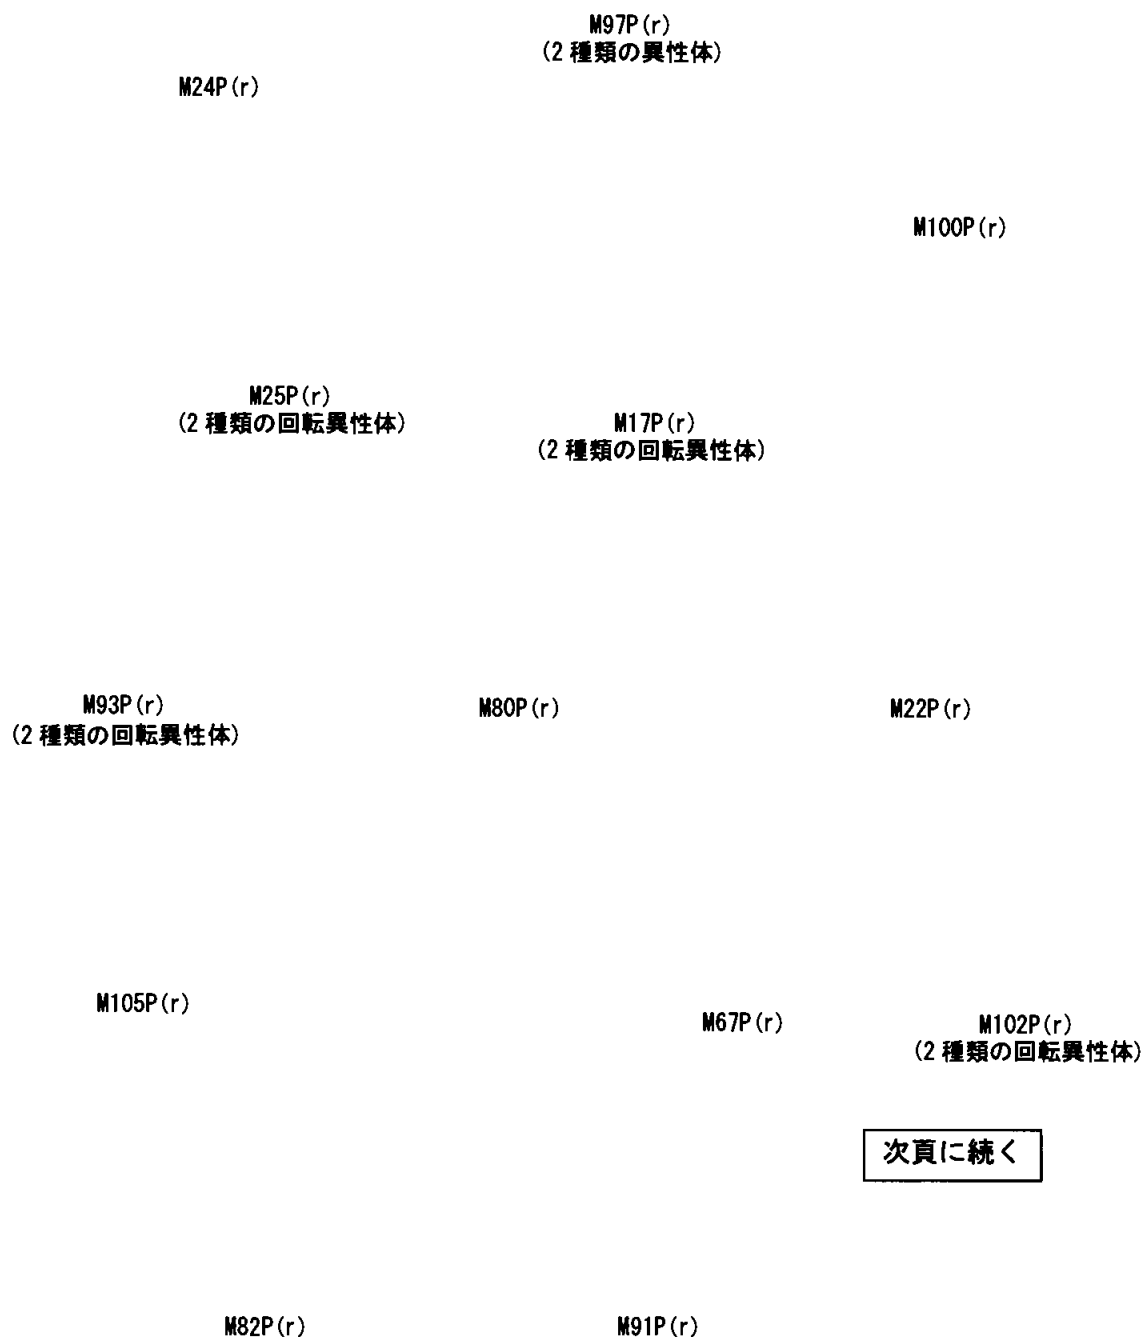 M97P(r)
(2種類の異性体)
M24P(r)
M100P(r)
M25P(r)
(2種類の回転異性体)
M17P(r)
(2種類の回転異性体)
M93P(r)
(2種類の回転異性体)
M80P(r)
M22P(r)
M105P(r)
M67P(r)
M102P(r)
(2種類の回転異性体)
次頁に続く
M82P(r)
M91P(r)